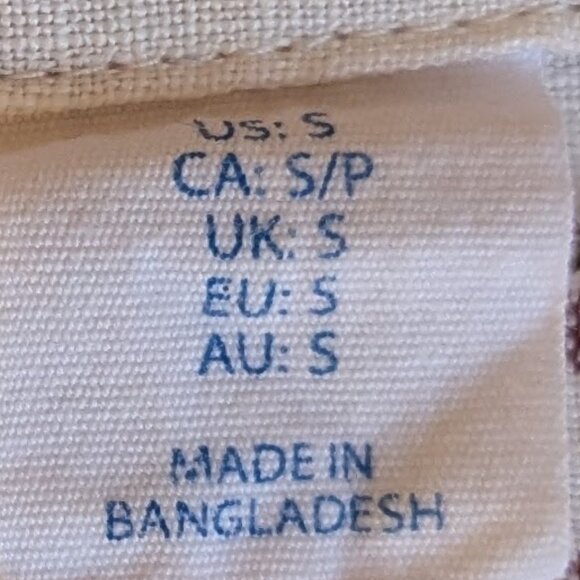 US: S
CA: S/P
UK: S
EU: S
AU: S
MADE IN
BANGLADESH